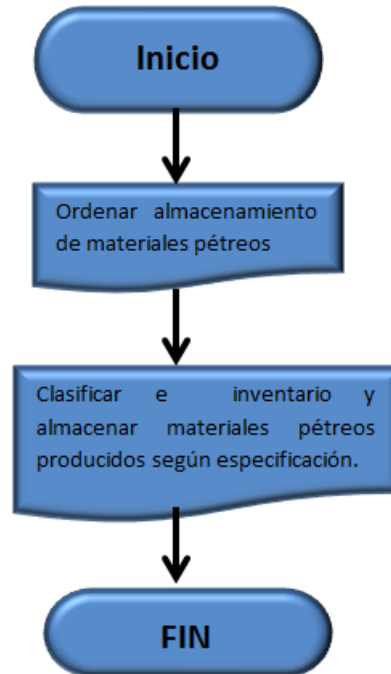 Inicio
Ordenar almacenamiento
de materiales pétreos
Clasificar e inventario y
almacenar materiales pétreos
producidos según especificación.
FIN